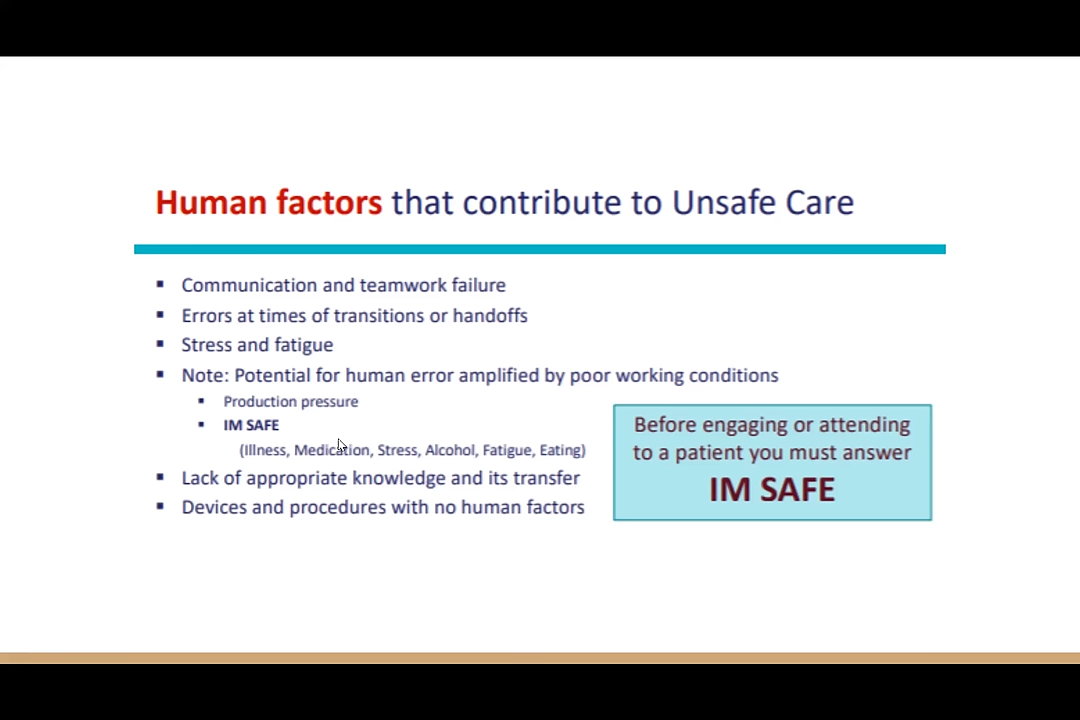 Human factors that contribute to Unsafe Care
Communication and teamwork failure
Errors at times of transitions or handoffs
Stress and fatigue
Note: Potential for human error amplified by poor working conditions
Production pressure
IM SAFE
(Illness, Medication, Stress, Alcohol, Fatigue, Eating)
Lack of appropriate knowledge and its transfer
Devices and procedures with no human factors
Before engaging or attending
to a patient you must answer
IM SAFE